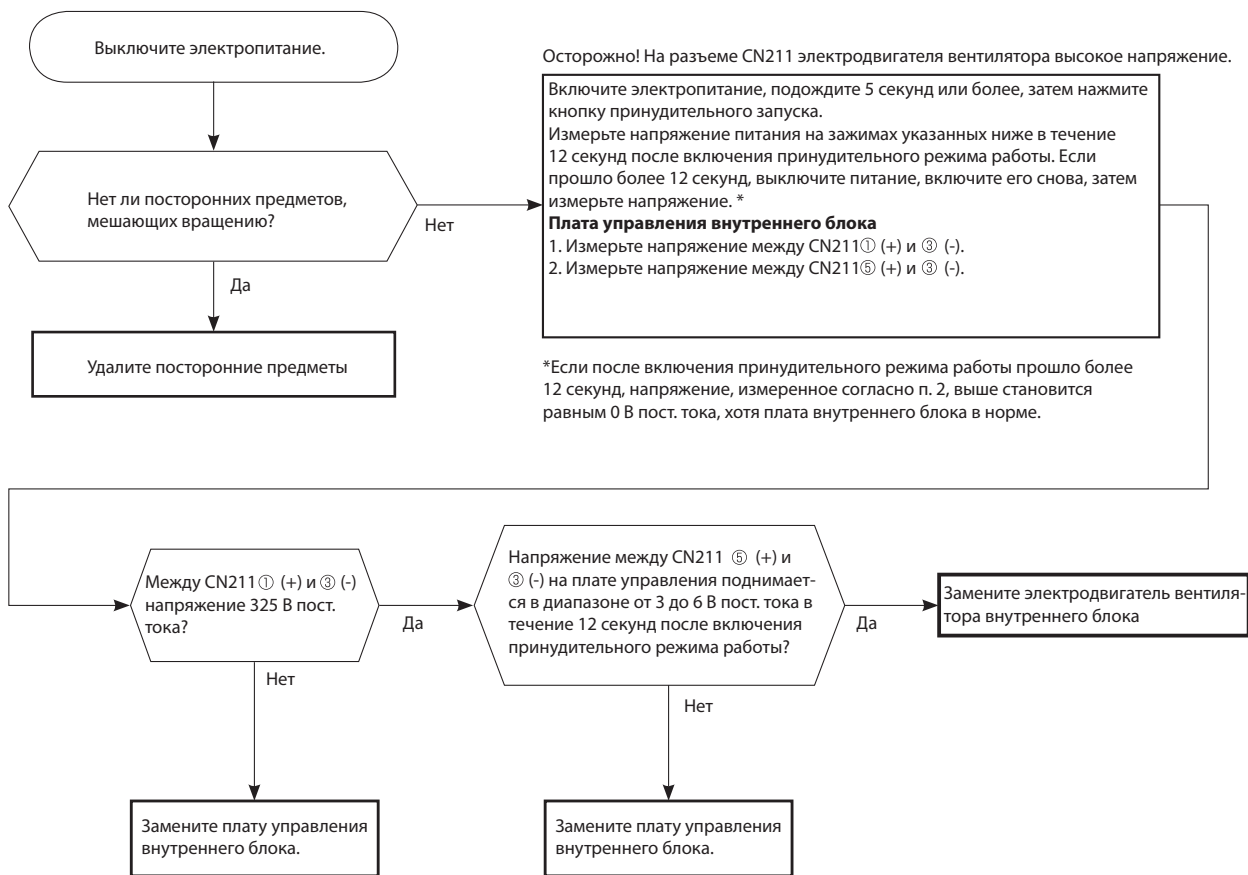 Выключите электропитание.
Осторожно! На разъеме CN211 электродвигателя вентилятора высокое напряжение.
Включите электропитание, подождите 5 секунд или более, затем нажмите
кнопку принудительного запуска.
Измерьте напряжение питания на зажимах указанных ниже в течение
12 секунд после включения принудительного режима работы. Если
прошло более 12 секунд, выключите питание, включите его снова, затем
измерьте напряжение. *
Плата управления внутреннего блока
1. Измерьте напряжение между CN211① (+) и ③ (-).
2. Измерьте напряжение между CN211⑤ (+) и ③ (-).
Нет ли посторонних предметов,
мешающих вращению?
Нет
Да
Удалите посторонние предметы
*Если после включения принудительного режима работы прошло более
12 секунд, напряжение, измеренное согласно п. 2, выше становится
равным 0 В пост. тока, хотя плата внутреннего блока в норме.
Между CN211① (+) и ③ (-)
напряжение 325 В пост.
тока?
Да
Нет
Напряжение между CN211 ⑤ (+) и
③ (-) на плате управления поднимает-
ся в диапазоне от 3 до 6 В пост. тока в
течение 12 секунд после включения
принудительного режима работы?
Да
Нет
Замените электродвигатель вентиля-
тора внутреннего блока
Замените плату управления
внутреннего блока.
Замените плату управления
внутреннего блока.